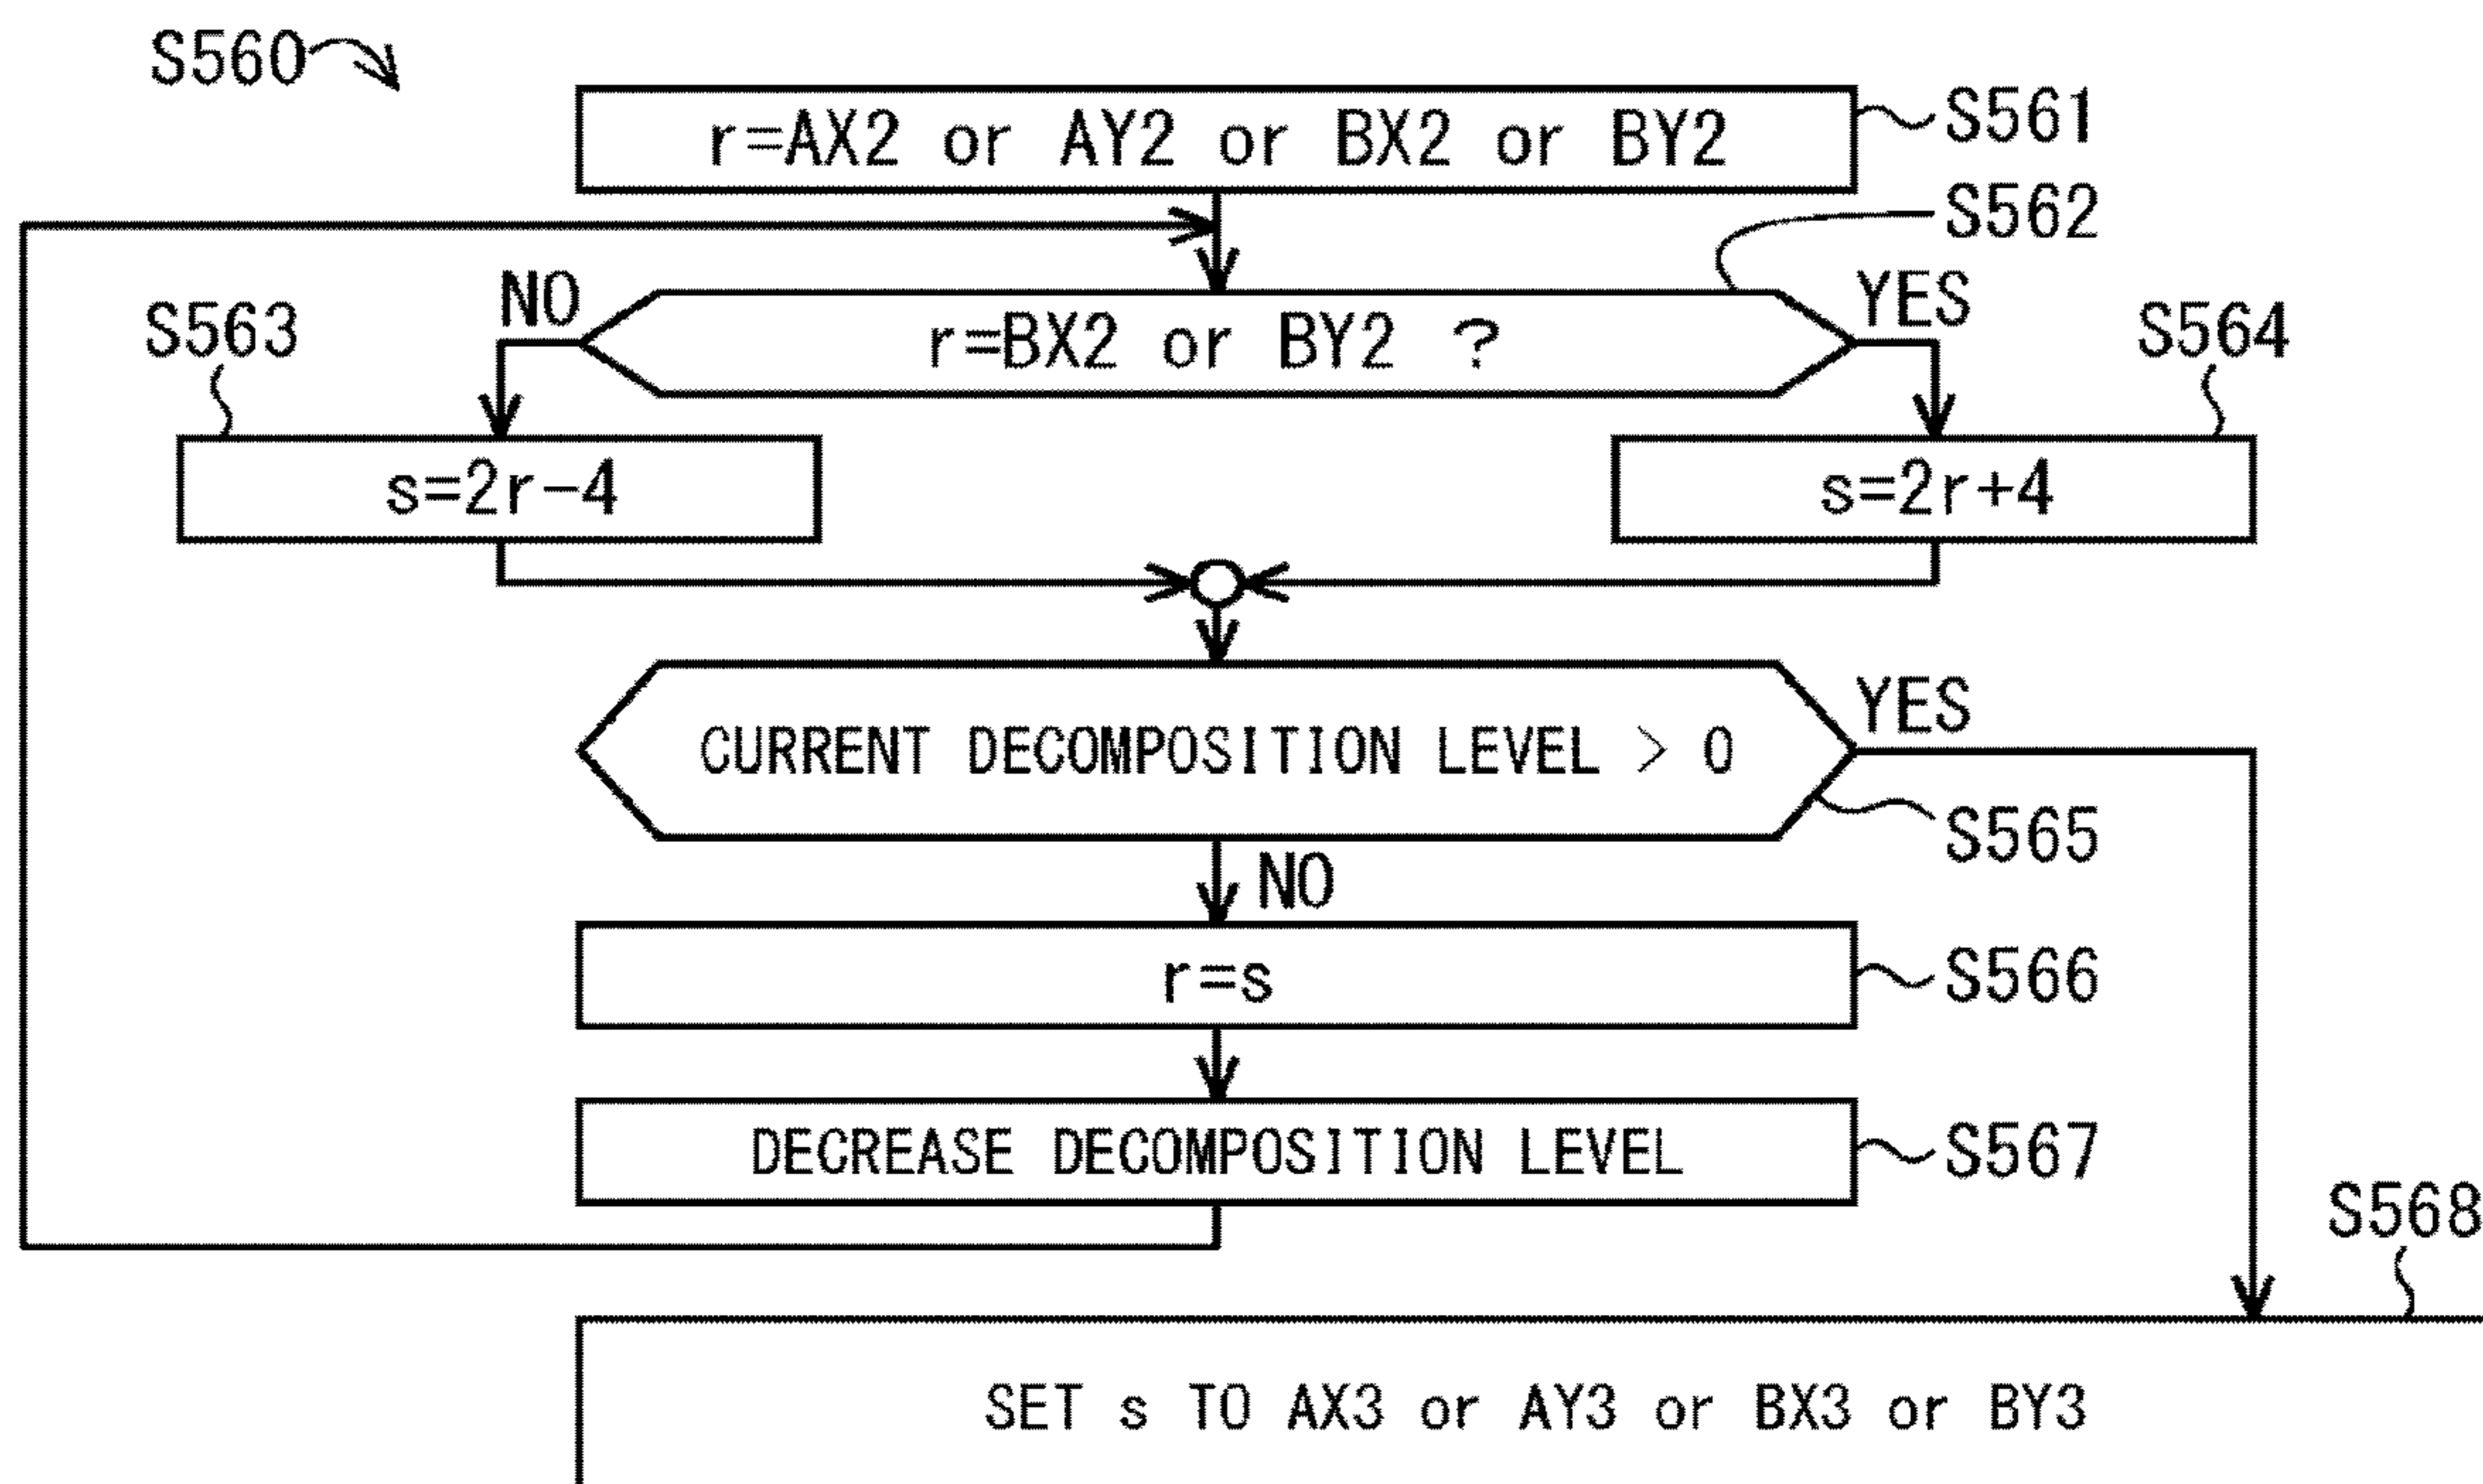 S560
r=AX2 or AY2 or BX2 or BY2
S561
S562
NO
YES
S563
r=BX2 or BY2 ?
S564
s=2r-4
s=2r+4
CURRENT DECOMPOSITION LEVEL > 0
YES
S565
NO
r=s
S566
DECREASE DECOMPOSITION LEVEL
S567
S568
SET s TO AX3 or AY3 or BX3 or BY3